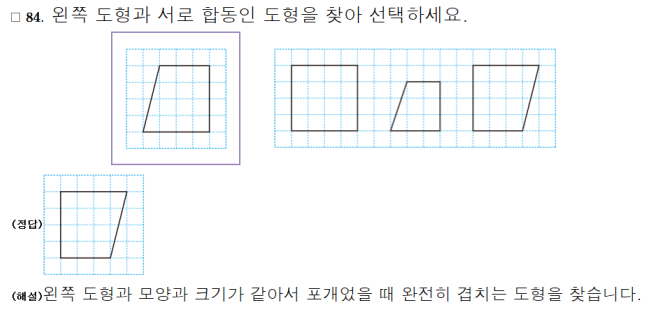 □ 84. 왼쪽 도형과 서로 합동인 도형을 찾아 선택하세요.
(정답)
(해설)왼쪽 도형과 모양과 크기가 같아서 포개었을 때 완전히 겹치는 도형을 찾습니다.